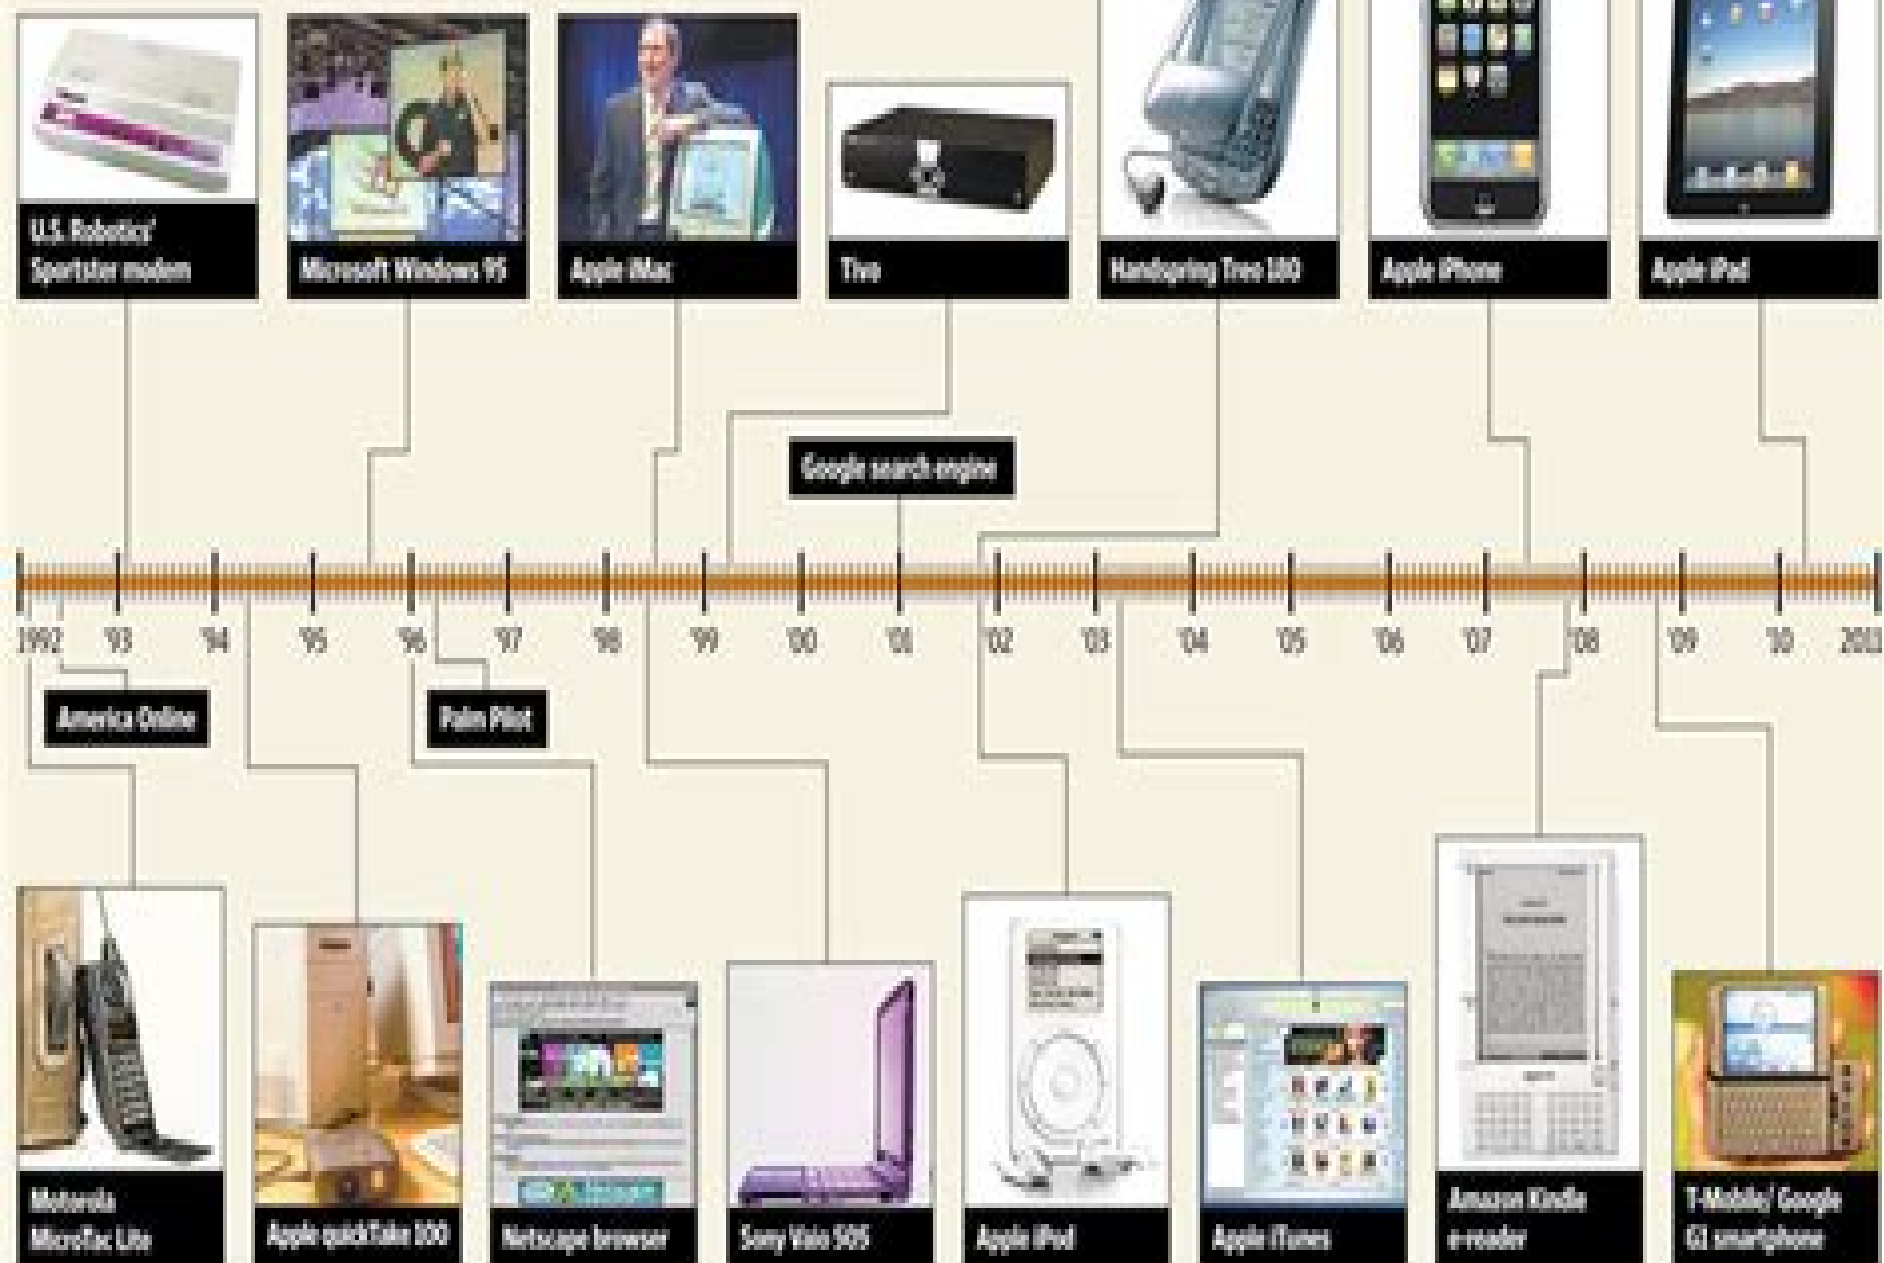 U.S. Robotics'
Sportster modem
Microsoft Windows 95
Apple iMac
Tivo
Handspring Treo 180
Apple iPhone
Apple iPad
Google search engine
1992 '93 '94 '95 '96 '97 '98 '99 '00 '01 '02 '03 '04 '05 '06 '07 '08 '09 '10 2011
America Online
Palm Pilot
Motorola
MicroTac Lite
Apple quickTake 100
Netscape browser
Sony Vaio 505
Apple iPod
Apple iTunes
Amazon Kindle
e-reader
T-Mobile/ Google
G1 smartphone